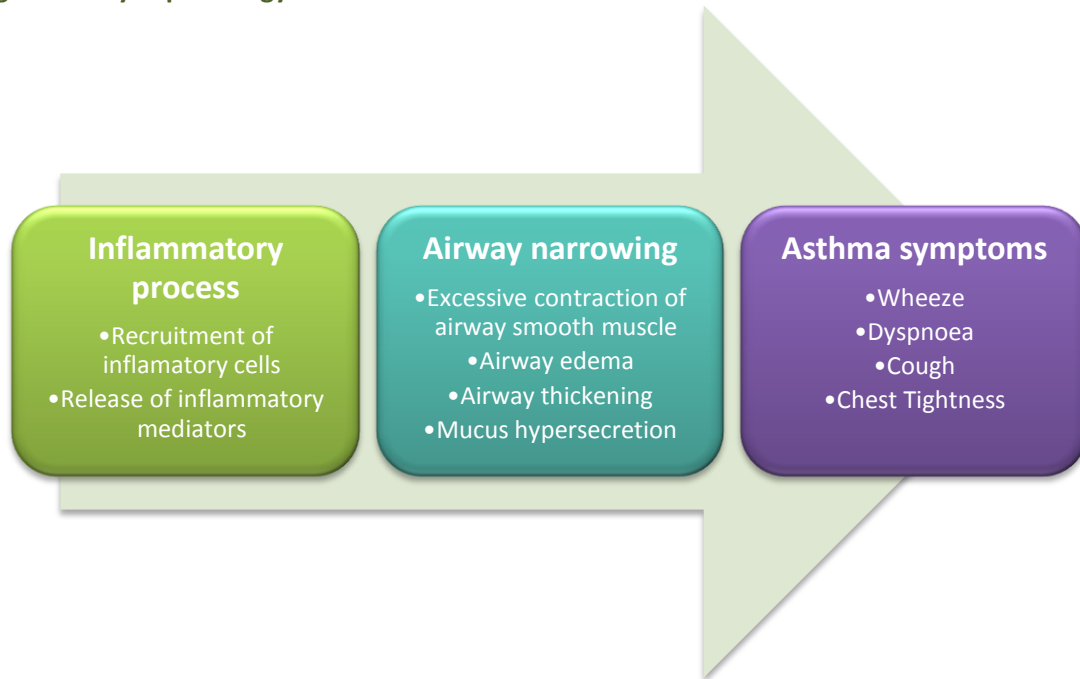 Inflammatory
process
•Recruitment of
inflamatory cells
•Release of inflammatory
mediators
Airway narrowing
•Excessive contraction of
airway smooth muscle
•Airway edema
•Airway thickening
•Mucus hypersecretion
Asthma symptoms
•Wheeze
•Dyspnoea
•Cough
•Chest Tightness